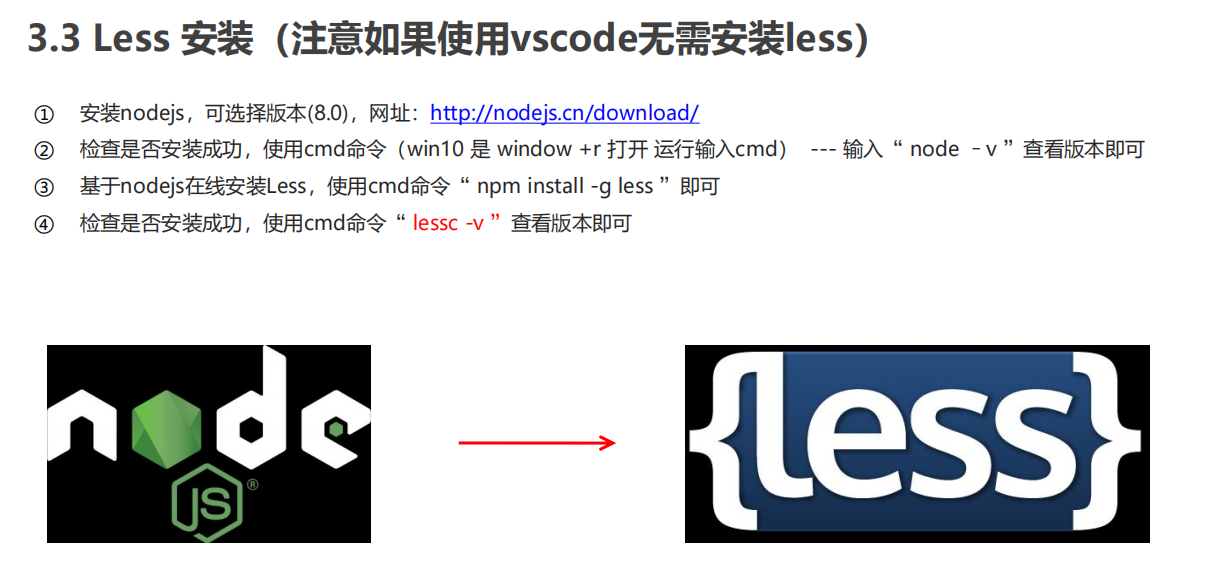 3.3 Less 安装（注意如果使用vscode无需安装less）
① 安装nodejs，可选择版本(8.0)，网址：http://nodejs.cn/download/
② 检查是否安装成功，使用cmd命令（win10 是 window +r 打开 运行输入cmd） --- 输入“ node –v ”查看版本即可
③ 基于nodejs在线安装Less，使用cmd命令“ npm install -g less ”即可
④ 检查是否安装成功，使用cmd命令“ lessc -v ”查看版本即可
node
JS®
{less}